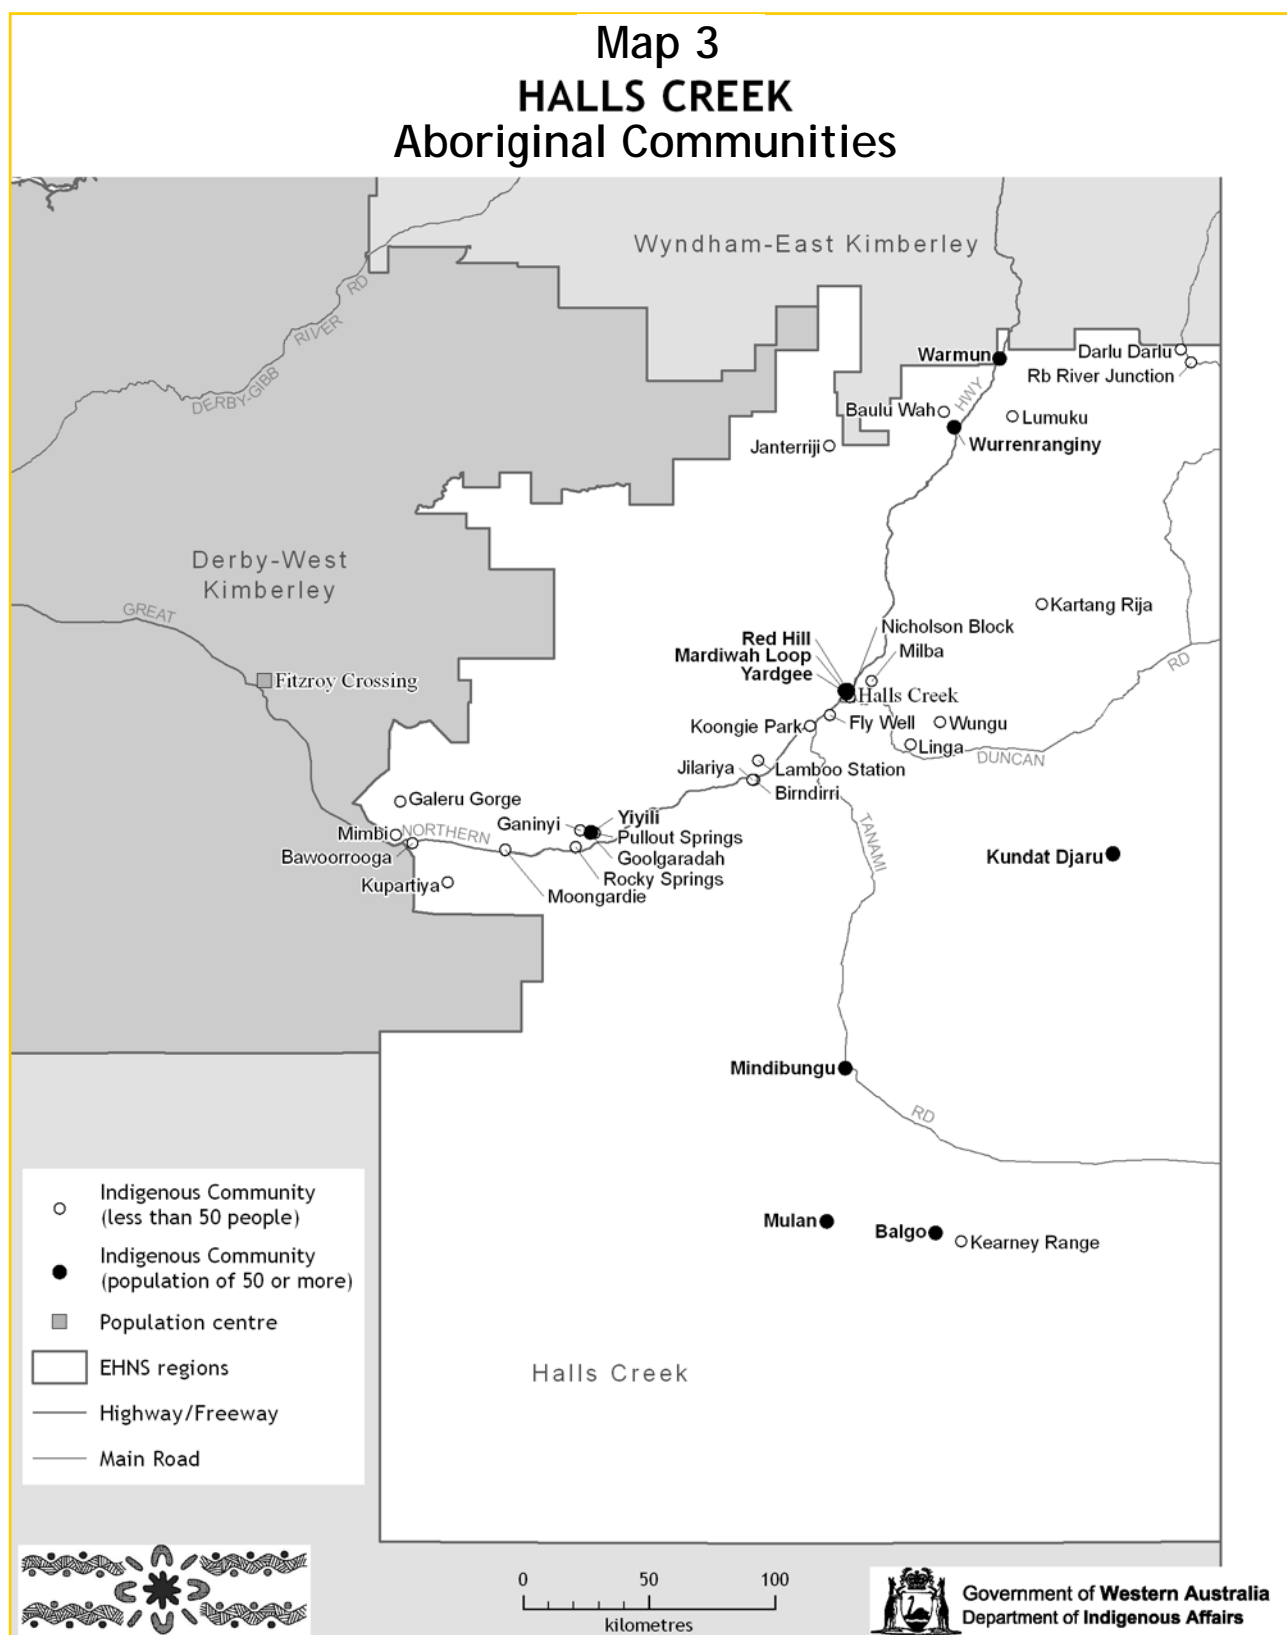 Map 3
HALLS CREEK
Aboriginal Communities
Wyndham-East Kimberley
DERBY-GIBB RIVER RD
Warmun
Darlu Darlu
Rb River Junction
HWY
Baulu Wah
Lumuku
Wurrenranginy
Janterriji
Derby-West
Kimberley
GREAT
Kartang Rija
Nicholson Block
Red Hill
Milba
Mardiwah Loop
Yardgee
Fitzroy Crossing
Halls Creek
RD
Koongie Park
Fly Well
Wungu
Linga
DUNCAN
Jilariya
Lamboo Station
Birndirri
Galeru Gorge
Ganinyi
Yiyili
TANAMI
Mimbi
NORTHERN
Pullout Springs
Bawoorrooga
Goolgaradah
Kundat Djaru
Kupartiya
Rocky Springs
Moongardie
Mindibungu
RD
Mulan
Balgo
Kearney Range
Halls Creek
Indigenous Community
(less than 50 people)
Indigenous Community
(population of 50 or more)
Population centre
EHNS regions
Highway/Freeway
Main Road
0 50 100
kilometres
Government of Western Australia
Department of Indigenous Affairs